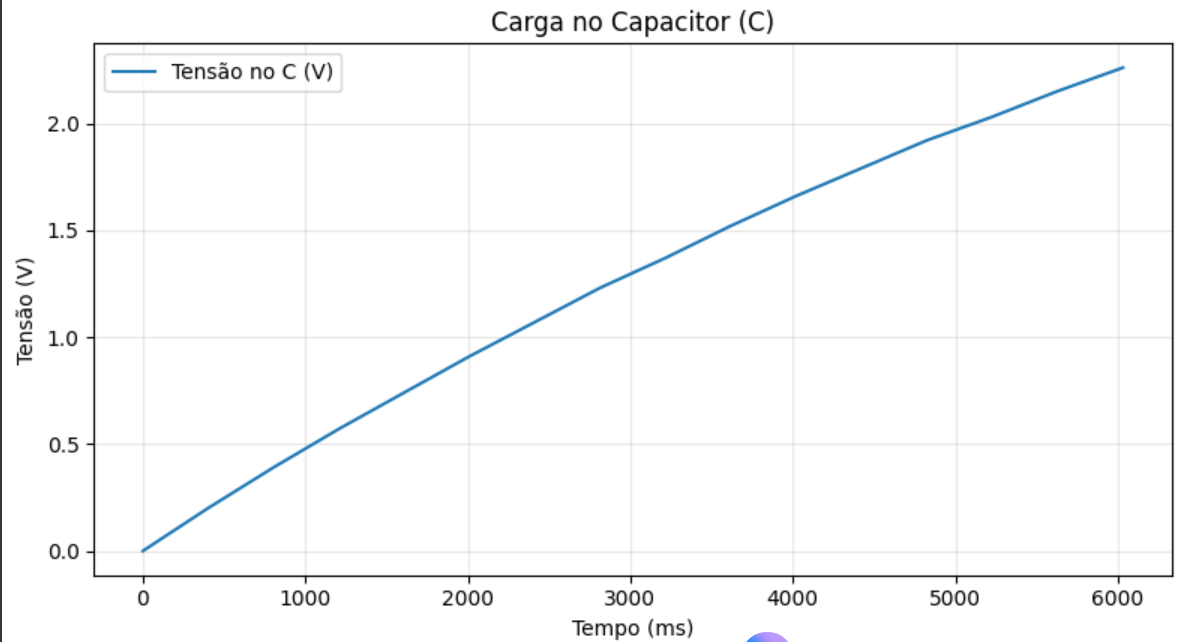 Carga no Capacitor (C)
Tensão no C (V)
2.0
1.5
1.0
0.5
0.0
Tensão (V)
0 1000 2000 3000 4000 5000 6000
Tempo (ms)